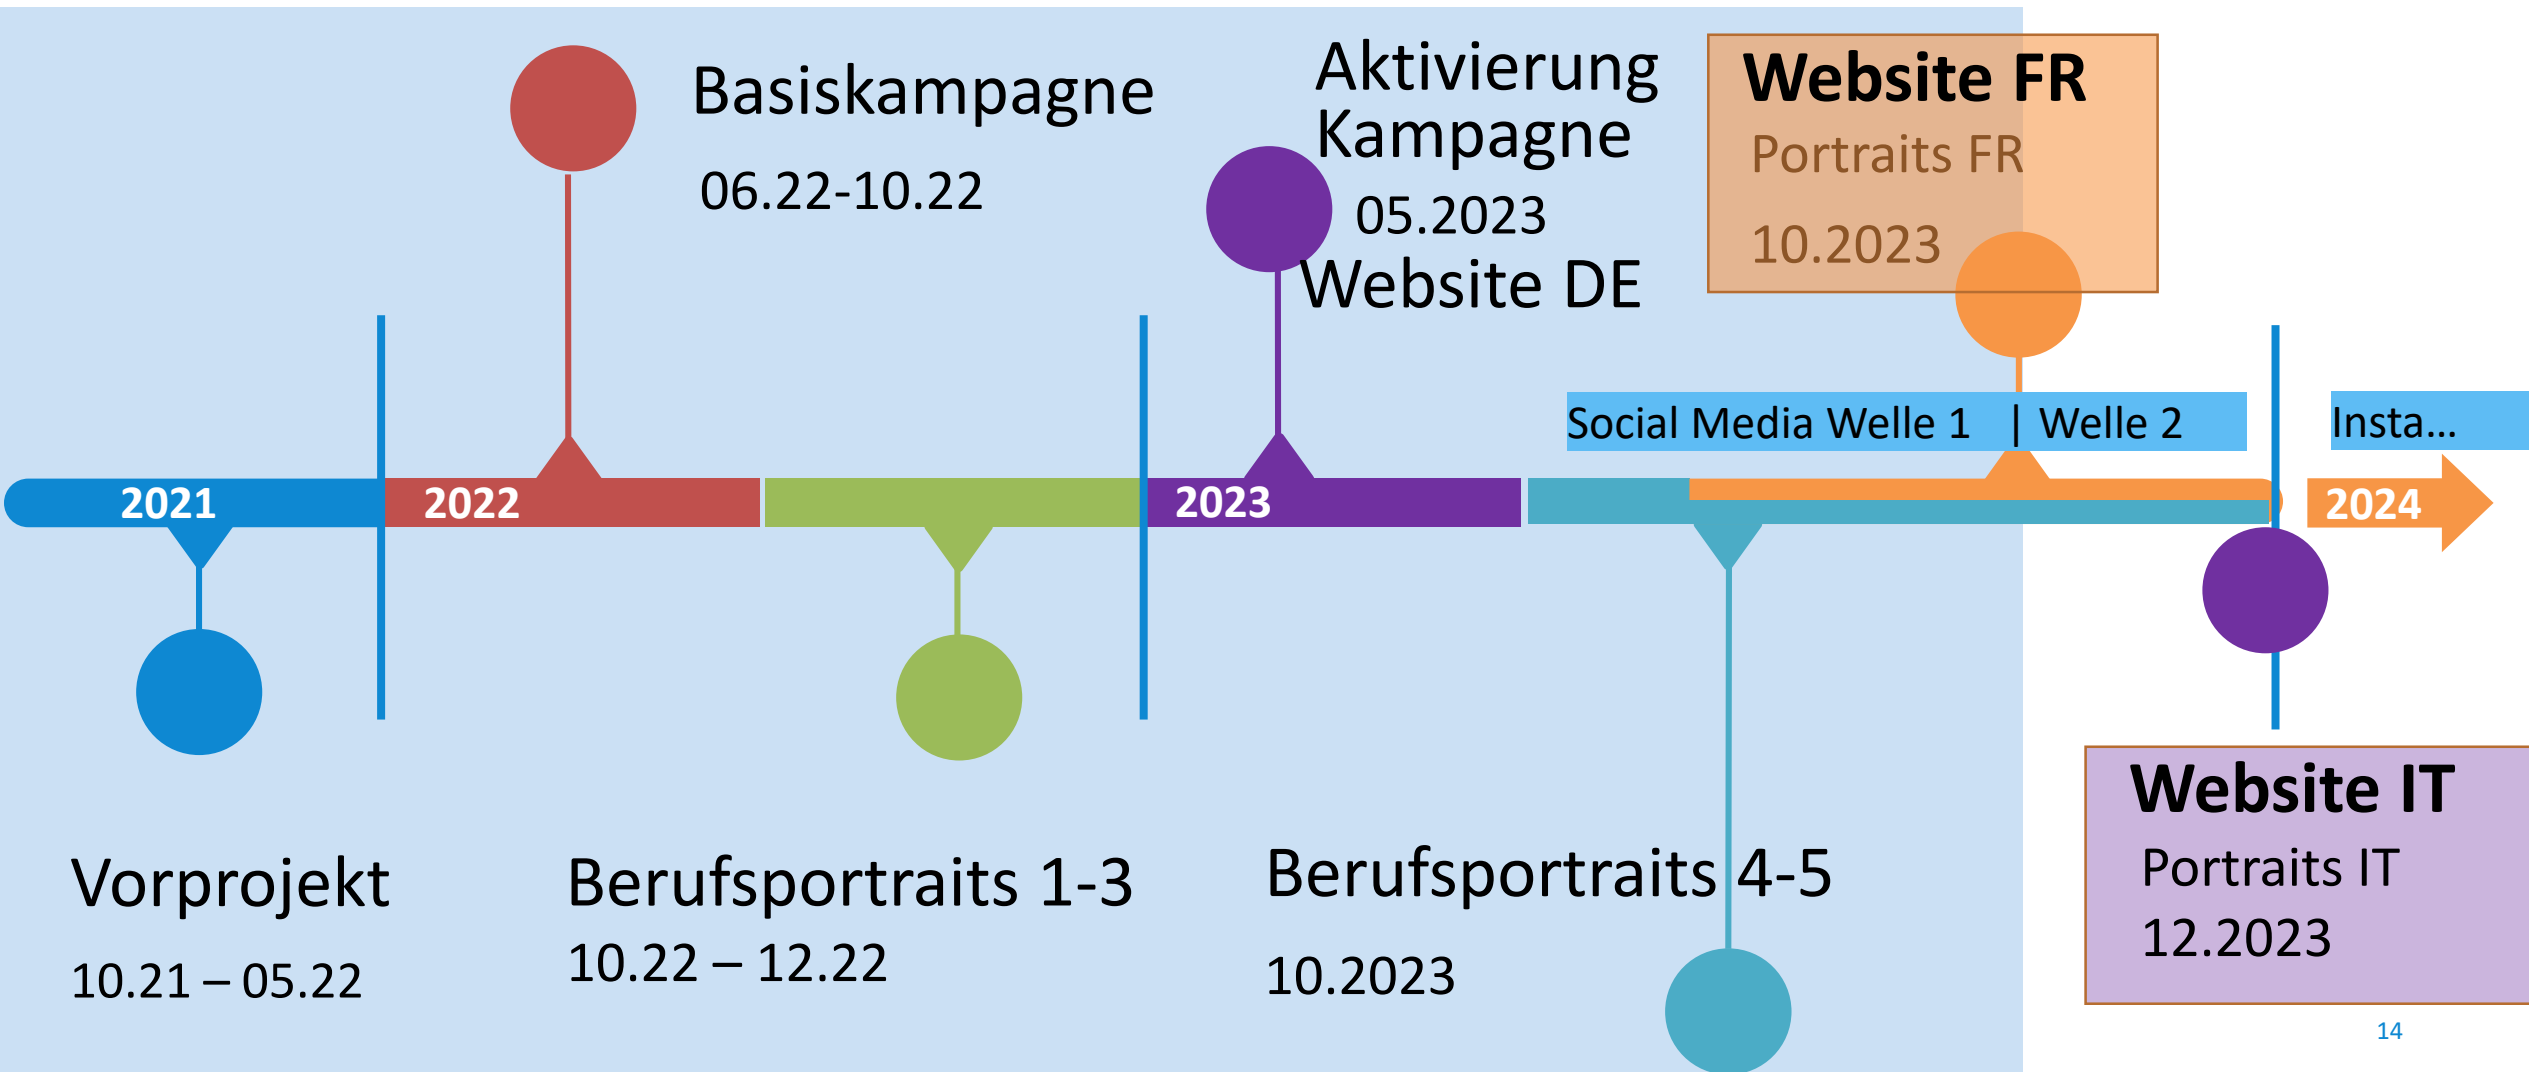 Basiskampagne
06.22-10.22
Aktivierung
Kampagne
05.2023
Website DE
Website FR
Portraits FR
10.2023
Social Media Welle 1 | Welle 2
Insta...
2021
2022
2023
2024
Vorprojekt
10.21 – 05.22
Berufsportraits 1-3
10.22 – 12.22
Berufsportraits 4-5
10.2023
Website IT
Portraits IT
12.2023
14